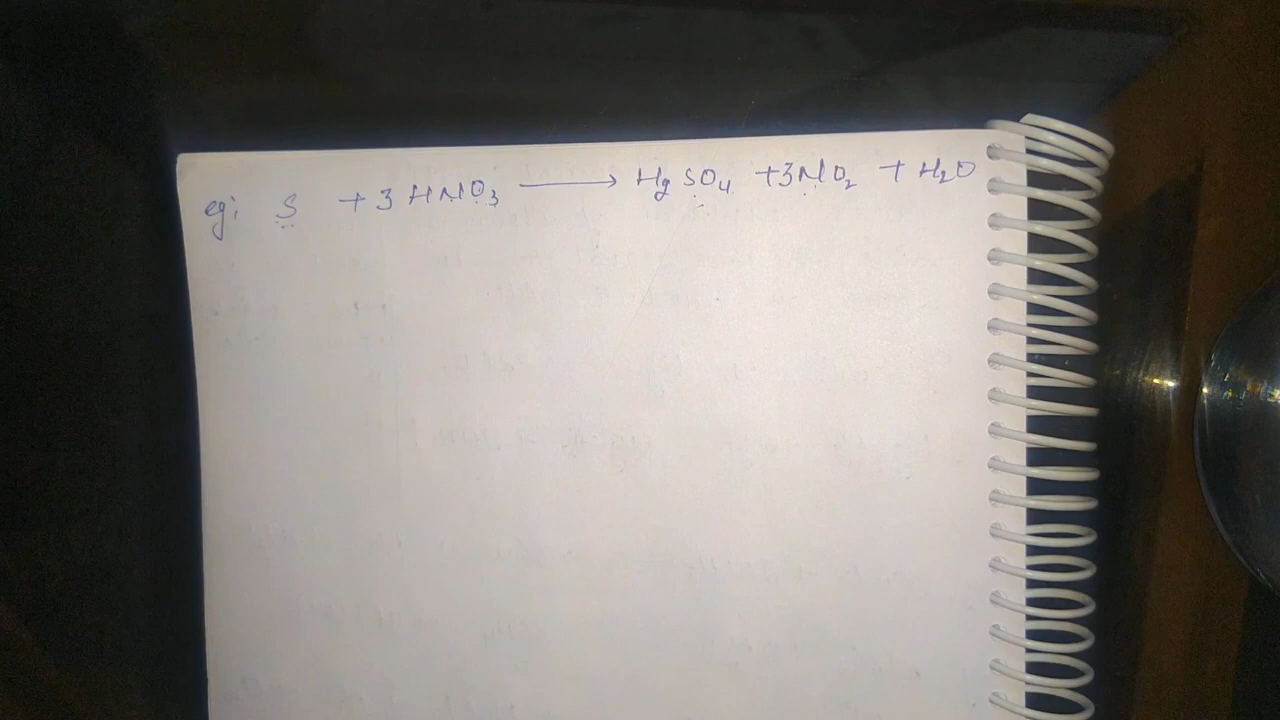 eg: S + 3 HNO3 ⟶ H2SO4 + 3NO2 + H2O